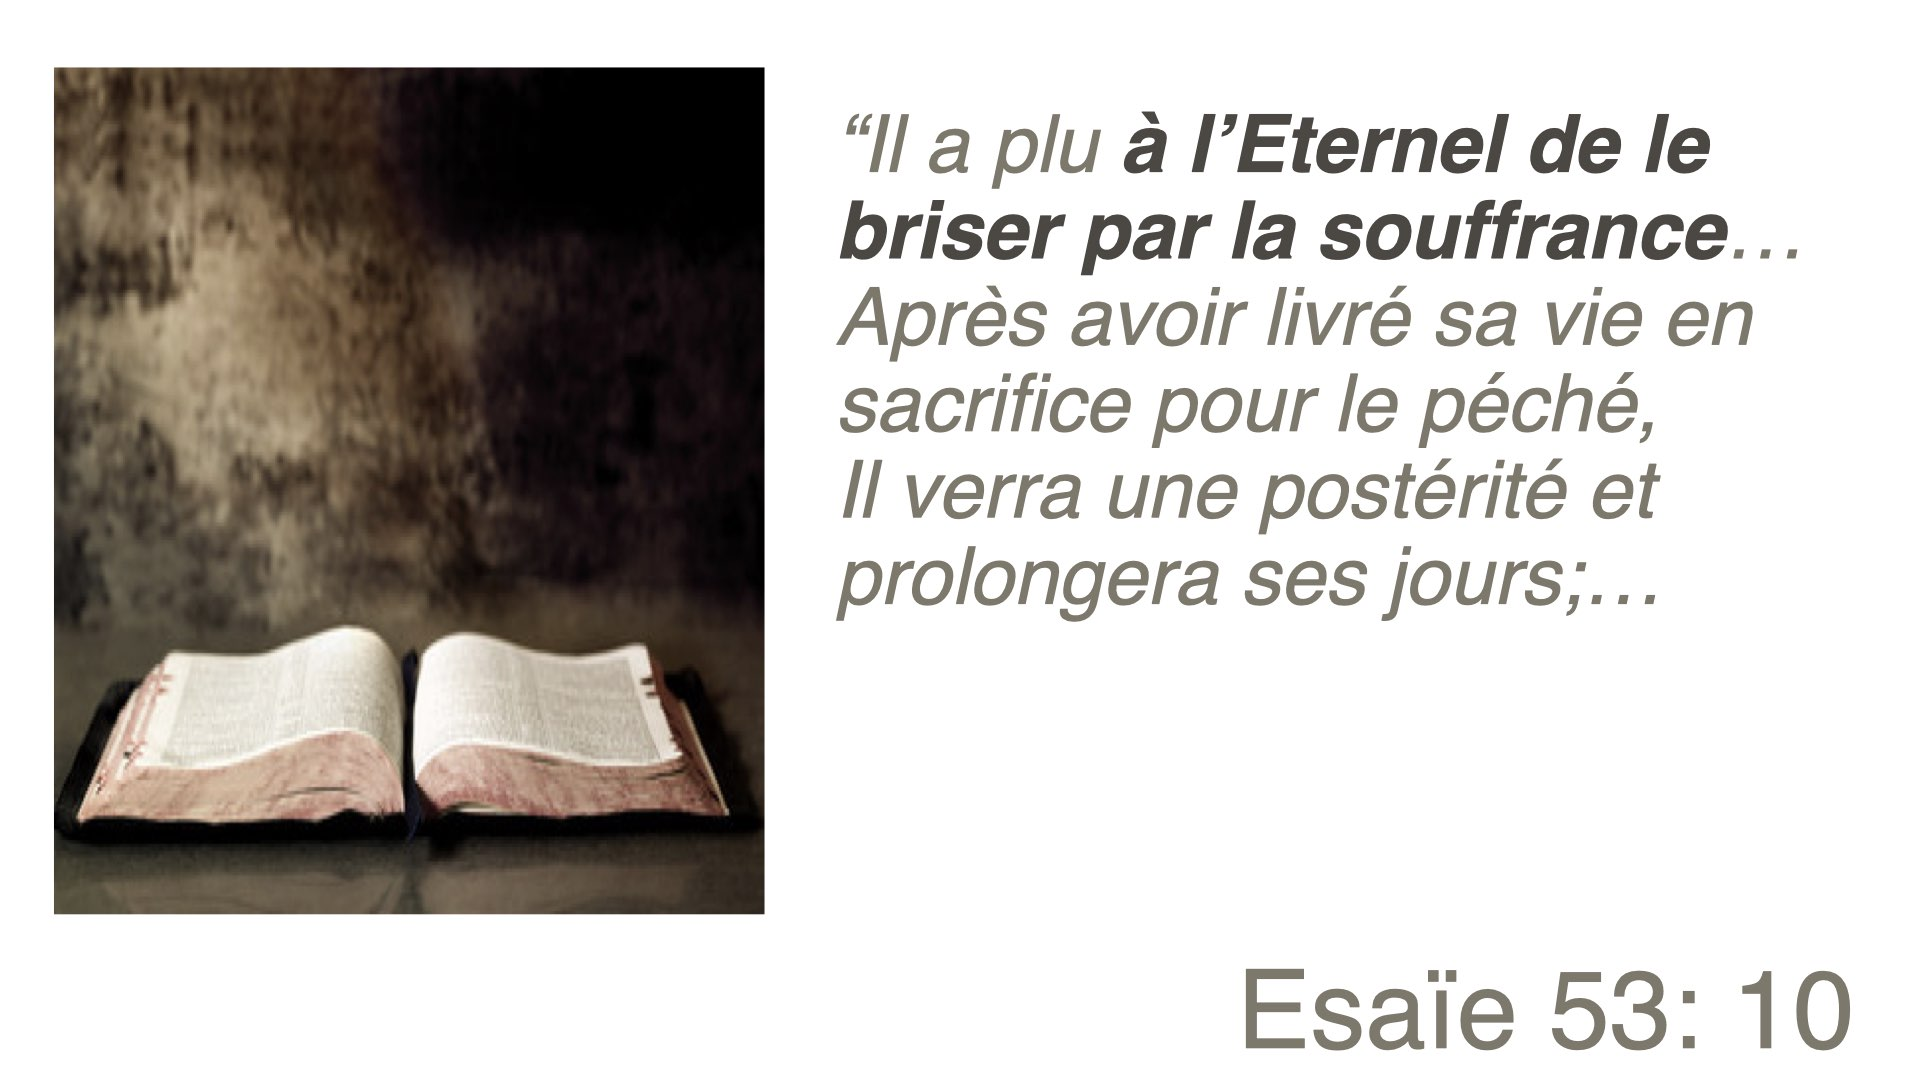 “Il a plu à l’Eternel de le
briser par la souffrance…
Après avoir livré sa vie en
sacrifice pour le péché,
Il verra une postérité et
prolongera ses jours;…
Esaïe 53: 10